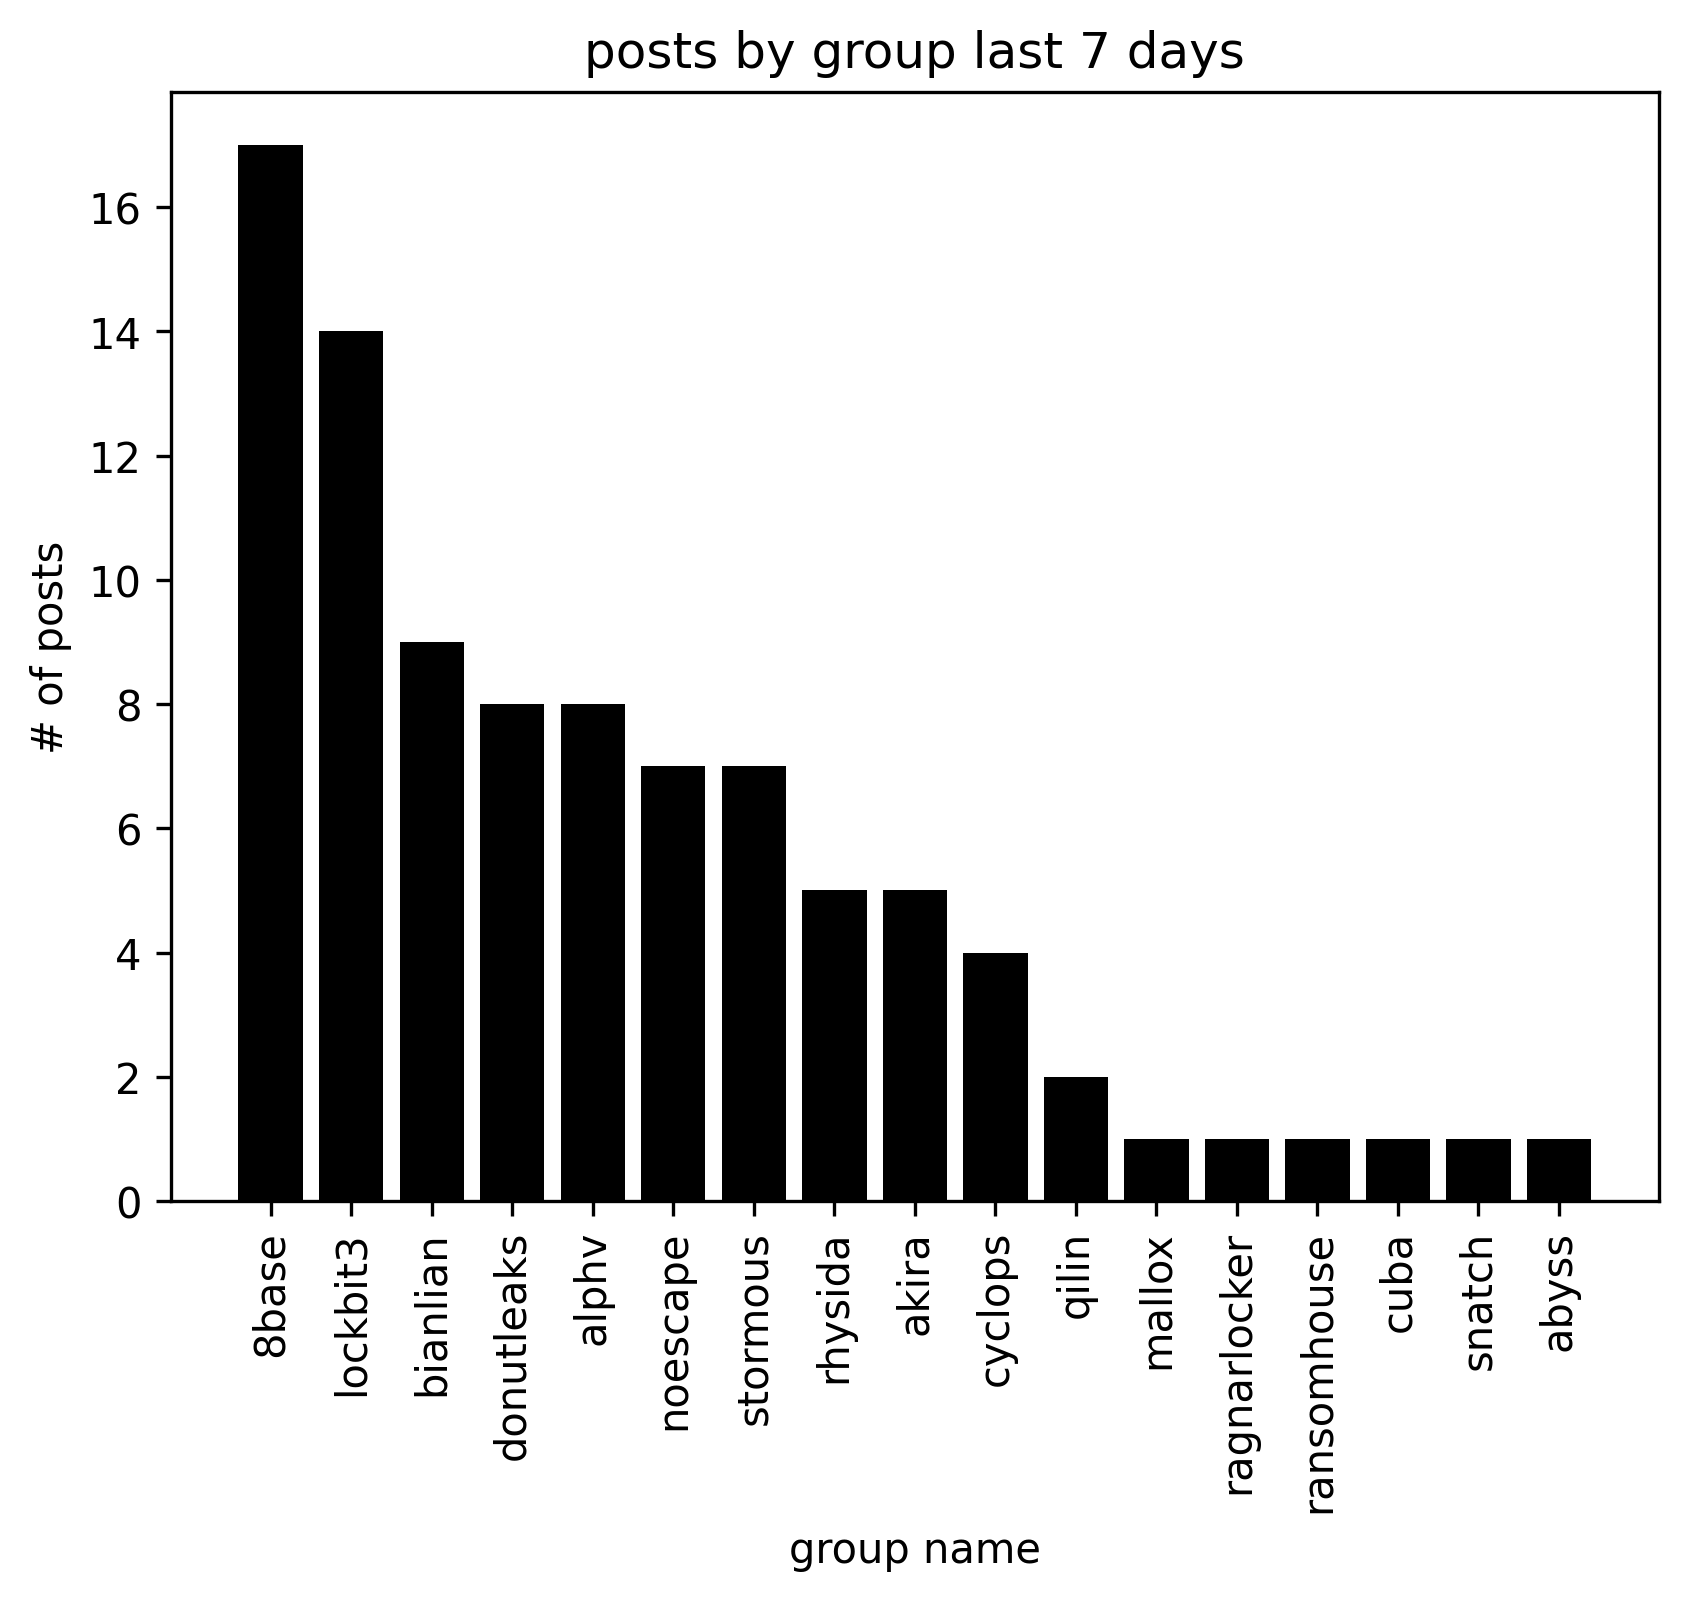 posts by group last 7 days
# of posts
16
14
12
10
8
6
4
2
0
8base
lockbit3
bianlian
donutleaks
alphv
noescape
stormous
rhysida
akira
cyclops
qilin
mallox
ragnarlocker
ransomhouse
cuba
snatch
abyss
group name